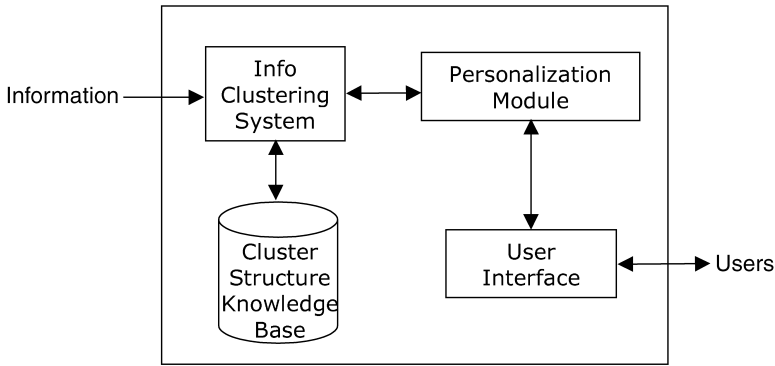 Information
Info
Clustering
System
Personalization
Module
Cluster
Structure
Knowledge
Base
User
Interface
Users